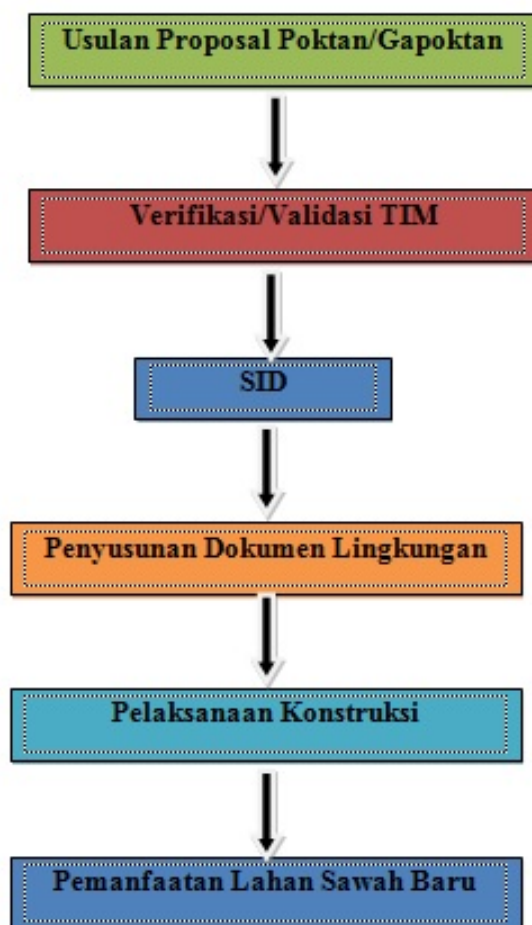 Usulan Proposal Poktan/Gapoktan
Verifikasi/Validasi TIM
SID
Penyusunan Dokumen Lingkungan
Pelaksanaan Konstruksi
Pemanfaatan Lahan Sawah Baru